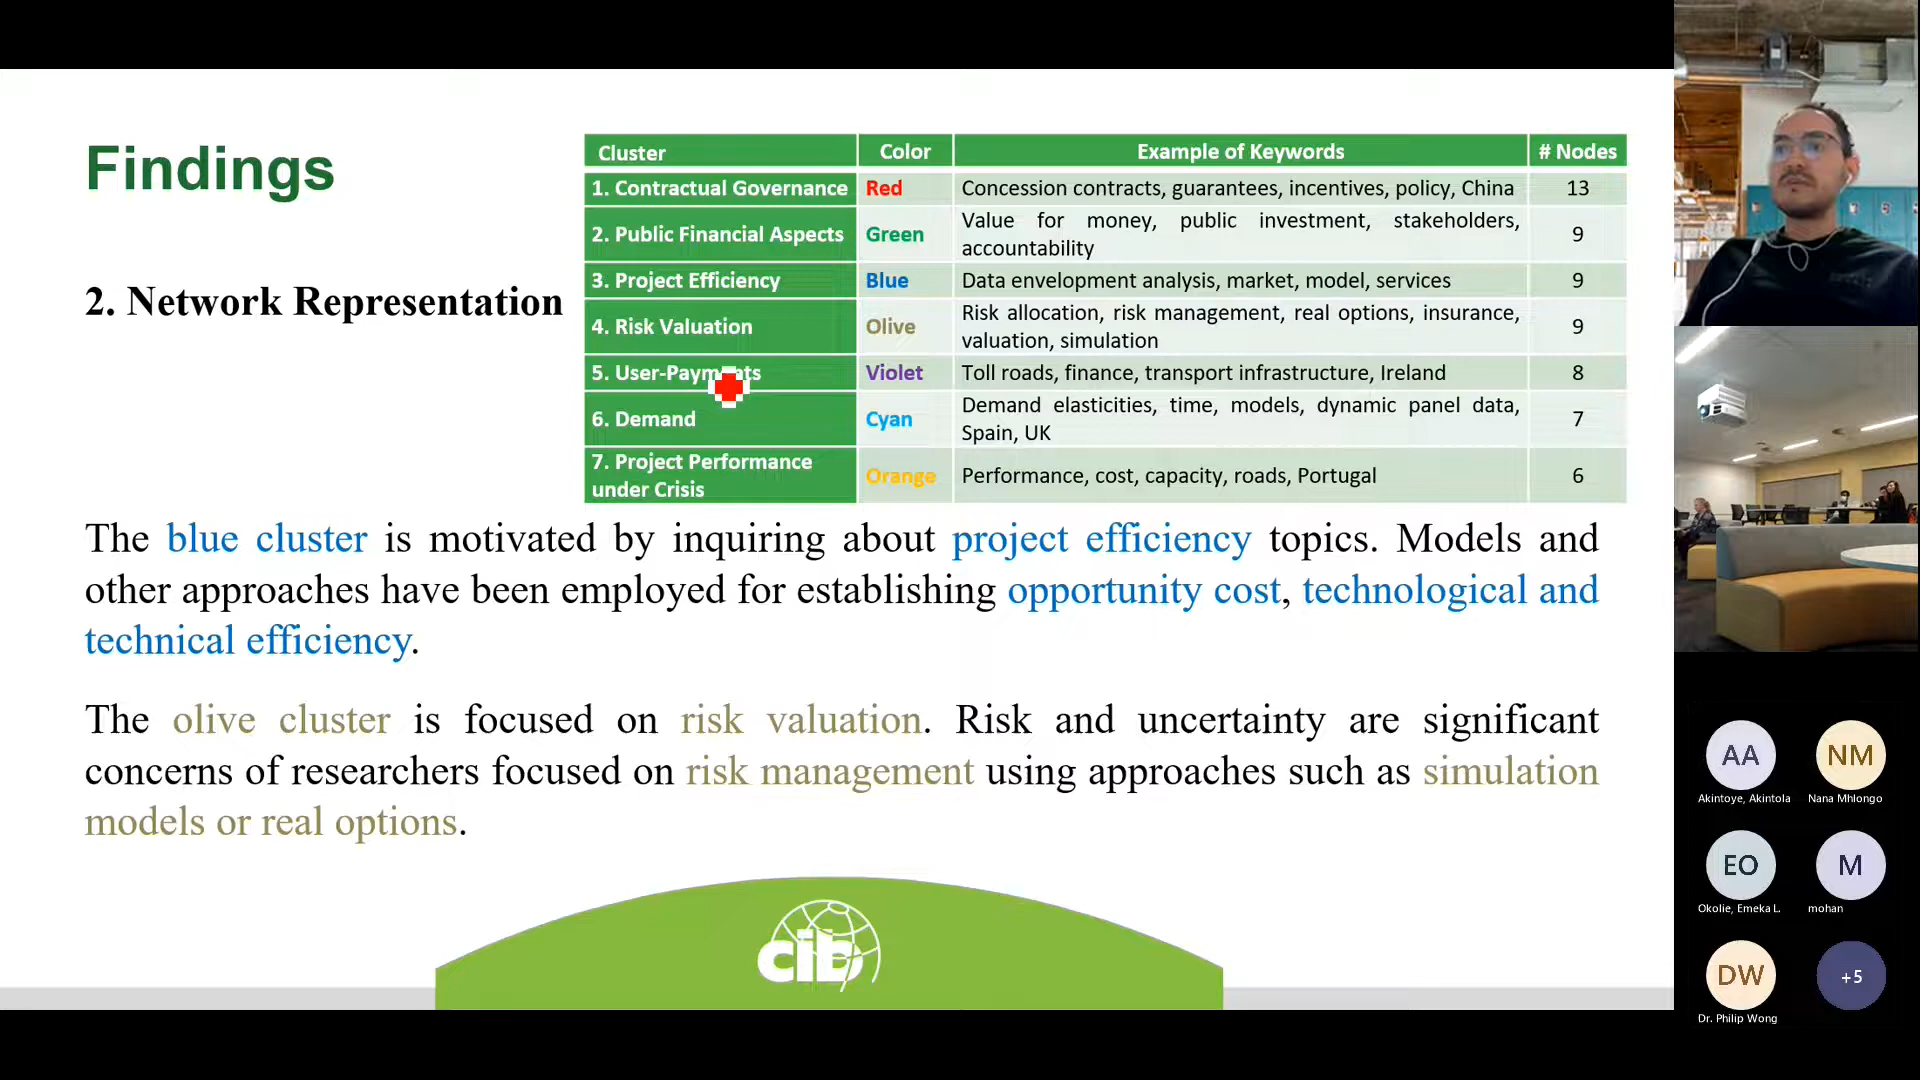 Findings
2. Network Representation
Cluster Color Example of Keywords # Nodes
1. Contractual Governance Red Concession contracts, guarantees, incentives, policy, China 13
2. Public Financial Aspects Green Value for money, public investment, stakeholders,
accountability 9
3. Project Efficiency Blue Data envelopment analysis, market, model, services 9
4. Risk Valuation Olive Risk allocation, risk management, real options, insurance,
valuation, simulation 9
5. User-Payments Violet Toll roads, finance, transport infrastructure, Ireland 8
6. Demand Cyan Demand elasticities, time, models, dynamic panel data,
Spain, UK 7
7. Project Performance
under Crisis Orange Performance, cost, capacity, roads, Portugal 6
The blue cluster is motivated by inquiring about project efficiency topics. Models and
other approaches have been employed for establishing opportunity cost, technological and
technical efficiency.
The olive cluster is focused on risk valuation. Risk and uncertainty are significant
concerns of researchers focused on risk management using approaches such as simulation
models or real options.
cib
AA NM
Akintoye, Akintola Nana Mhlongo
EO M
Okolie, Emeka L. mohan
DW +5
Dr. Philip Wong